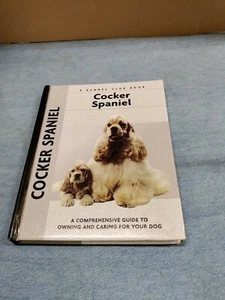 A KENNEL CLUB BOOK
Cocker
Spaniel
COCKER SPANIEL
A COMPREHENSIVE GUIDE TO
OWNING AND CARING FOR YOUR DOG